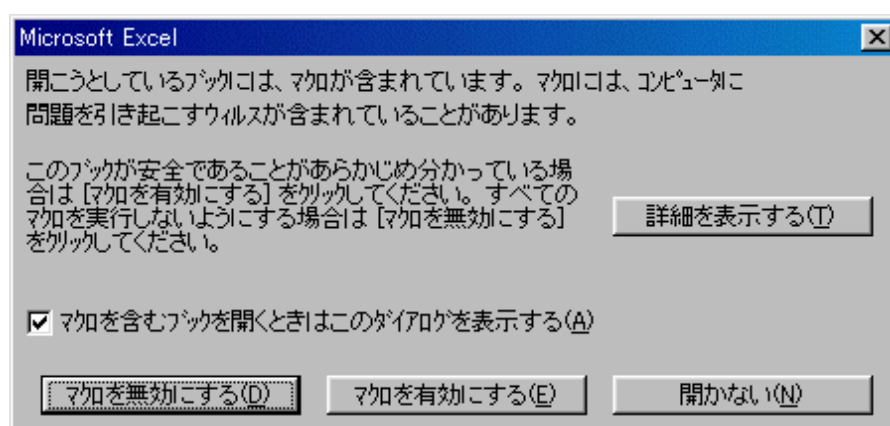 Microsoft Excel
開こうとしているﾌﾞｯｸには、ﾏｸﾛが含まれています。ﾏｸﾛには、ｺﾝﾋﾟｭｰﾀに
問題を引き起こすｳｨﾙｽが含まれていることがあります。
このﾌﾞｯｸが安全であることがあらかじめ分かっている場
合は [ﾏｸﾛを有効にする] をｸﾘｯｸしてください。すべての
ﾏｸﾛを実行しないようにする場合は [ﾏｸﾛを無効にする]
をｸﾘｯｸしてください。
詳細を表示する(T)
ﾏｸﾛを含むﾌﾞｯｸを開くときはこのﾀﾞｲｱﾛｸﾞを表示する(A)
ﾏｸﾛを無効にする(D)
ﾏｸﾛを有効にする(E)
開かない(N)